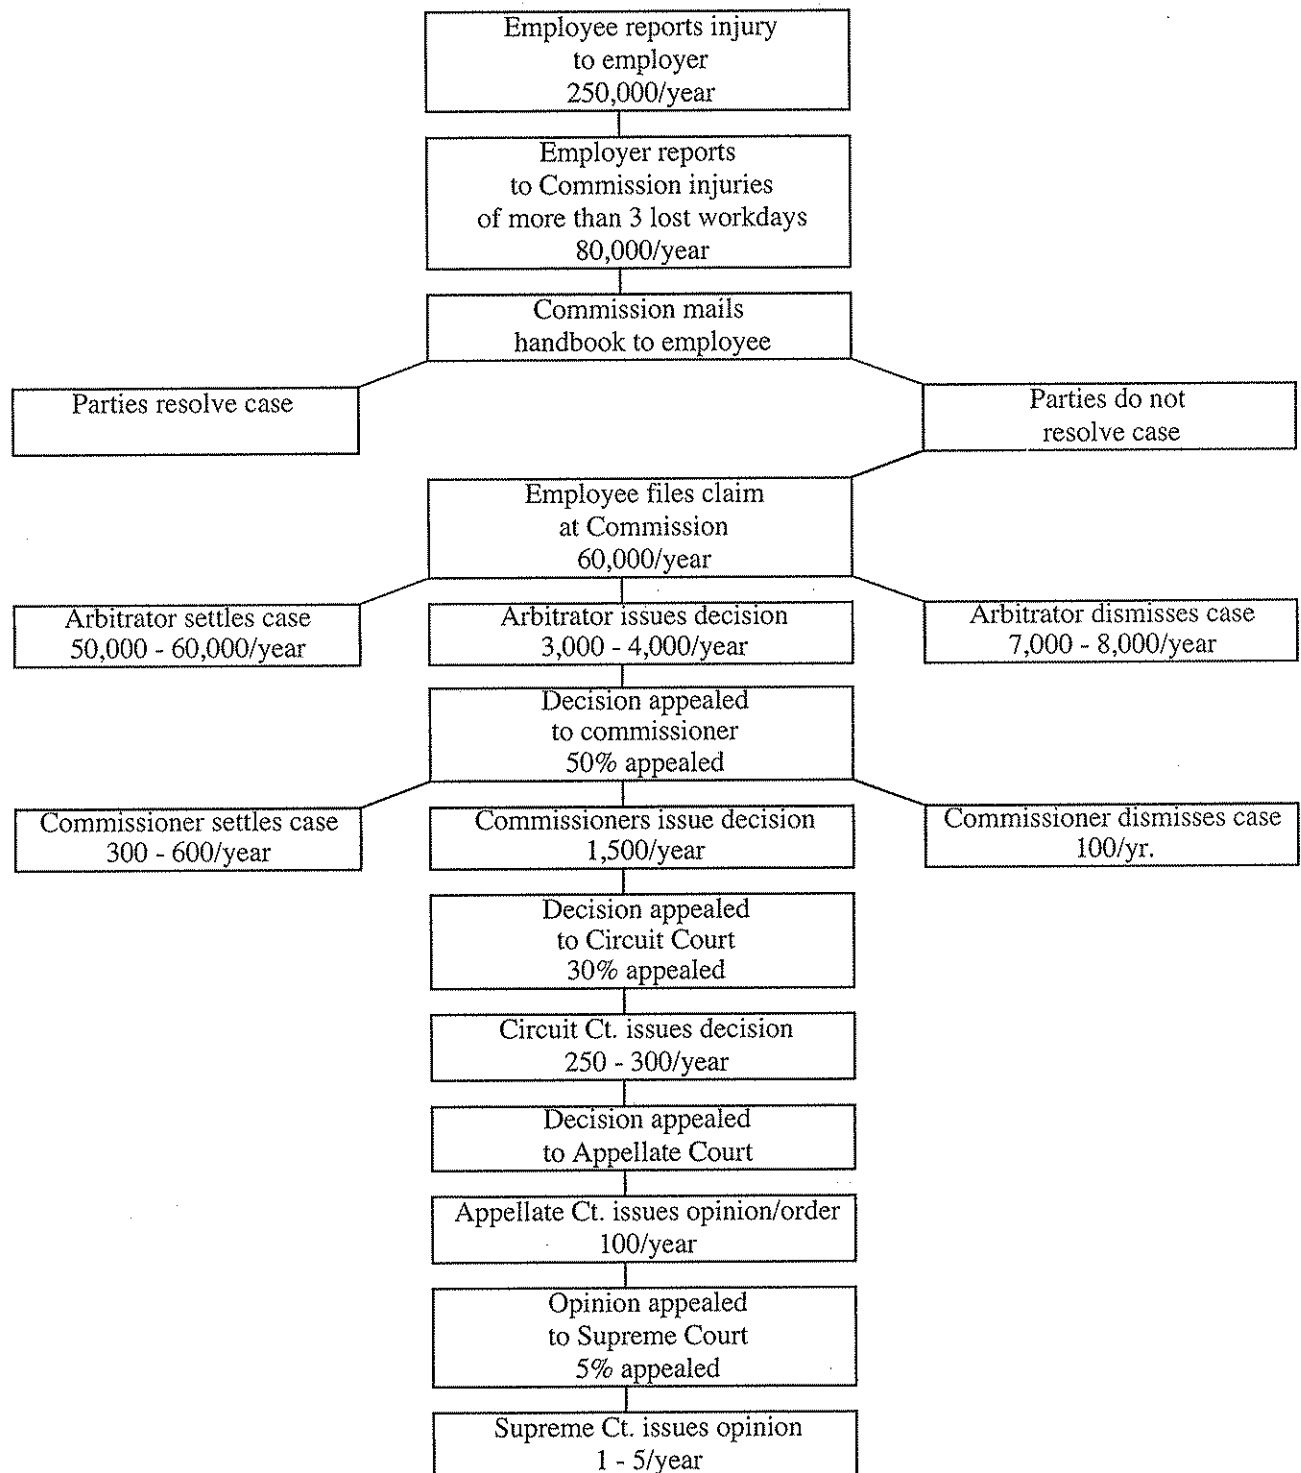 Employee reports injury
to employer
250,000/year
Employer reports
to Commission injuries
of more than 3 lost workdays
80,000/year
Commission mails
handbook to employee
Parties resolve case
Parties do not
resolve case
Employee files claim
at Commission
60,000/year
Arbitrator settles case
50,000 - 60,000/year
Arbitrator issues decision
3,000 - 4,000/year
Arbitrator dismisses case
7,000 - 8,000/year
Decision appealed
to commissioner
50% appealed
Commissioner settles case
300 - 600/year
Commissioners issue decision
1,500/year
Commissioner dismisses case
100/yr.
Decision appealed
to Circuit Court
30% appealed
Circuit Ct. issues decision
250 - 300/year
Decision appealed
to Appellate Court
Appellate Ct. issues opinion/order
100/year
Opinion appealed
to Supreme Court
5% appealed
Supreme Ct. issues opinion
1 - 5/year